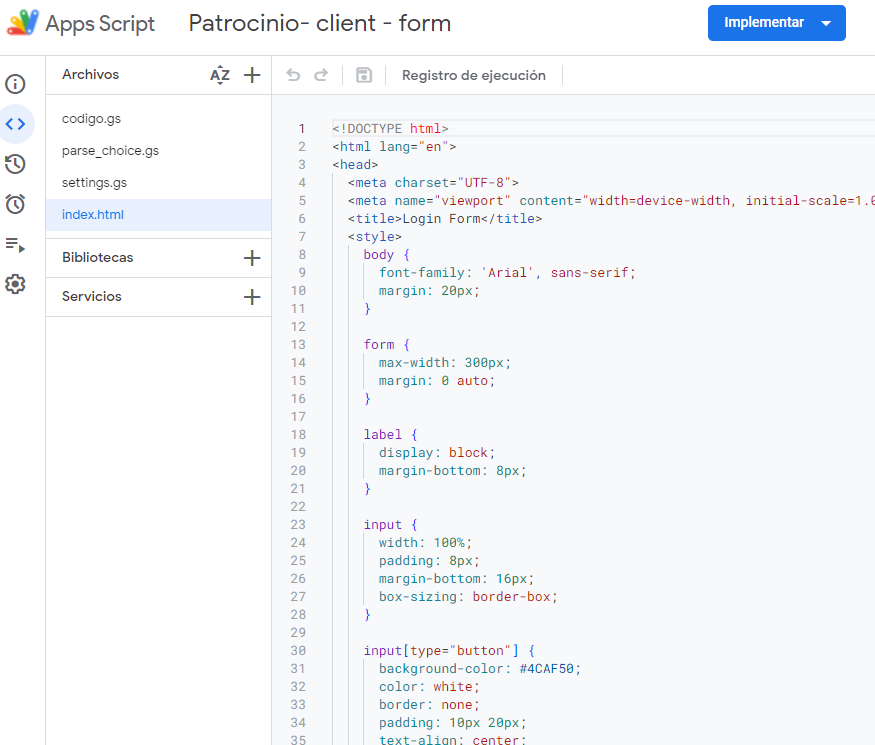 Apps Script Patrocinio- client - form Implementar
Archivos AZ Registro de ejecución
codigo.gs
parse_choice.gs
settings.gs
index.html
Bibliotecas
Servicios
1 <!DOCTYPE html>
2 <html lang="en">
3 <head>
4 <meta charset="UTF-8">
5 <meta name="viewport" content="width=device-width, initial-scale=1.0
6 <title>Login Form</title>
7 <style>
8 body {
9 font-family: 'Arial', sans-serif;
10 margin: 20px;
11 }
12
13 form {
14 max-width: 300px;
15 margin: 0 auto;
16 }
17
18 label {
19 display: block;
20 margin-bottom: 8px;
21 }
22
23 input {
24 width: 100%;
25 padding: 8px;
26 margin-bottom: 16px;
27 box-sizing: border-box;
28 }
29
30 input[type="button"] {
31 background-color: #4CAF50;
32 color: white;
33 border: none;
34 padding: 10px 20px;
35 text-align: center;